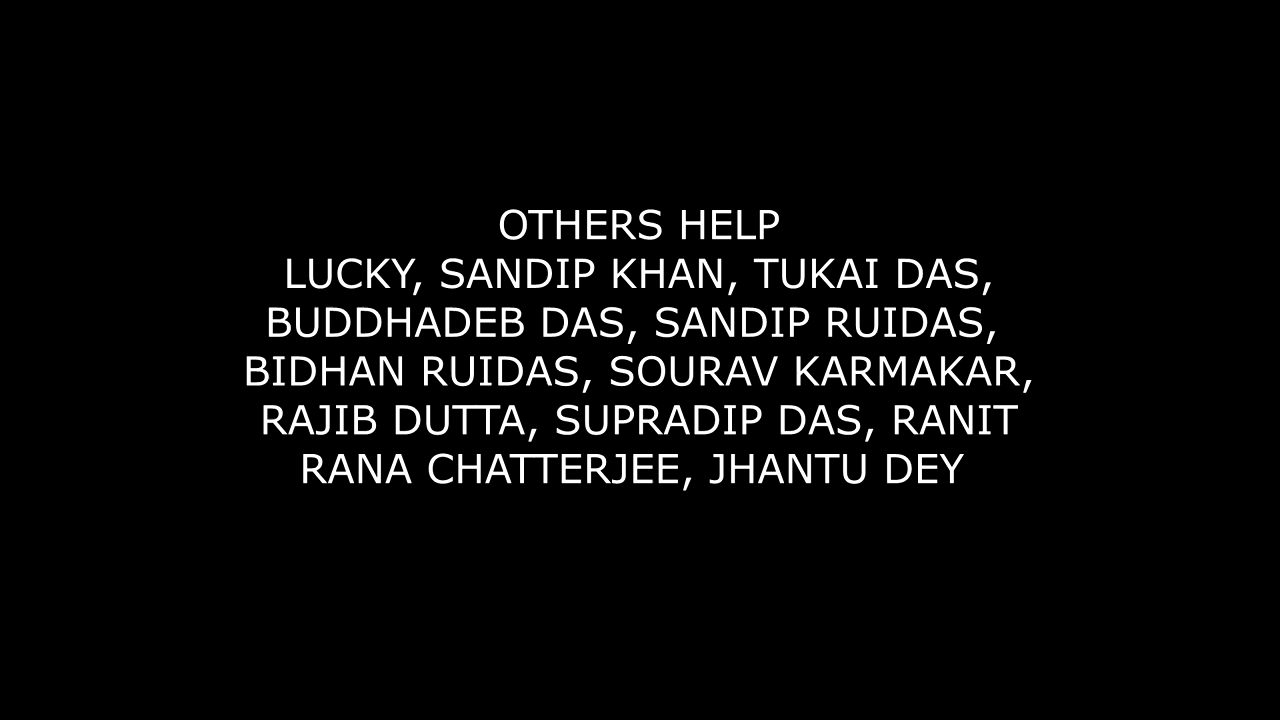 OTHERS HELP
LUCKY, SANDIP KHAN, TUKAI DAS,
BUDDHADEB DAS, SANDIP RUIDAS,
BIDHAN RUIDAS, SOURAV KARMAKAR,
RAJIB DUTTA, SUPRADIP DAS, RANIT
RANA CHATTERJEE, JHANTU DEY